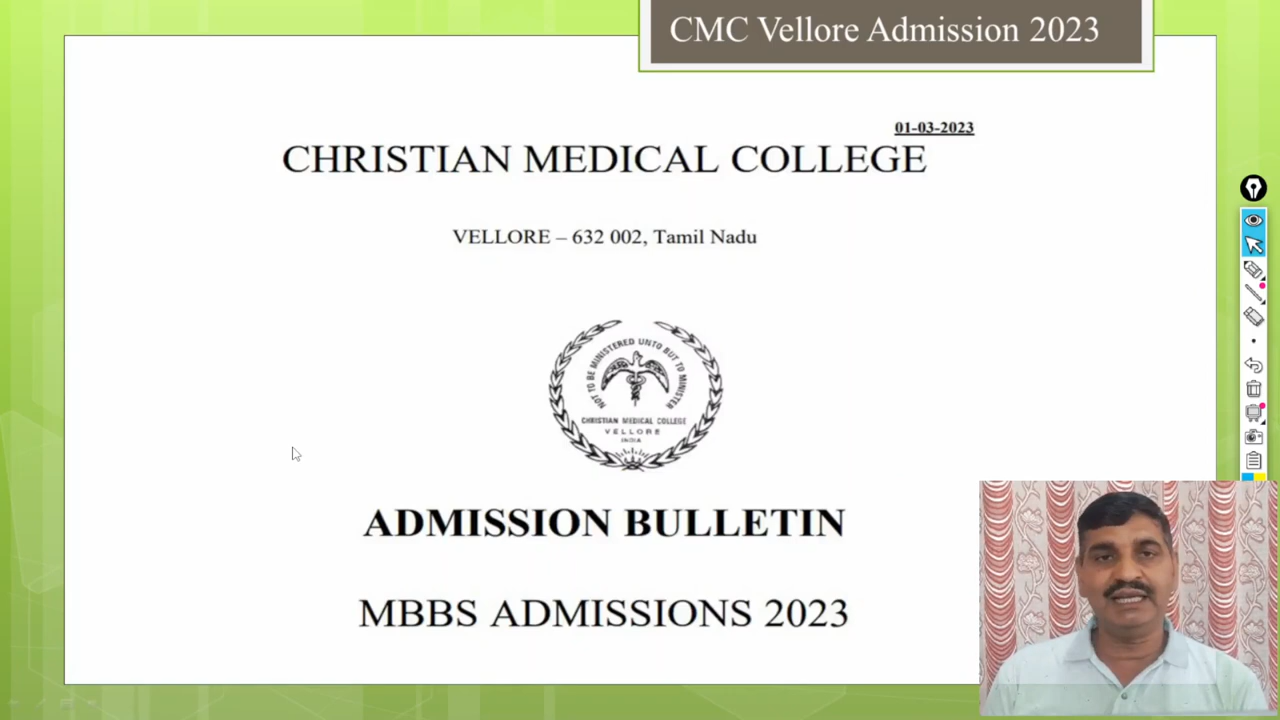 CMC Vellore Admission 2023
01-03-2023
CHRISTIAN MEDICAL COLLEGE
VELLORE – 632 002, Tamil Nadu
NOT TO BE MINISTERED UNTO BUT TO MINISTER
CHRISTIAN MEDICAL COLLEGE
VELLORE
INDIA
ADMISSION BULLETIN
MBBS ADMISSIONS 2023